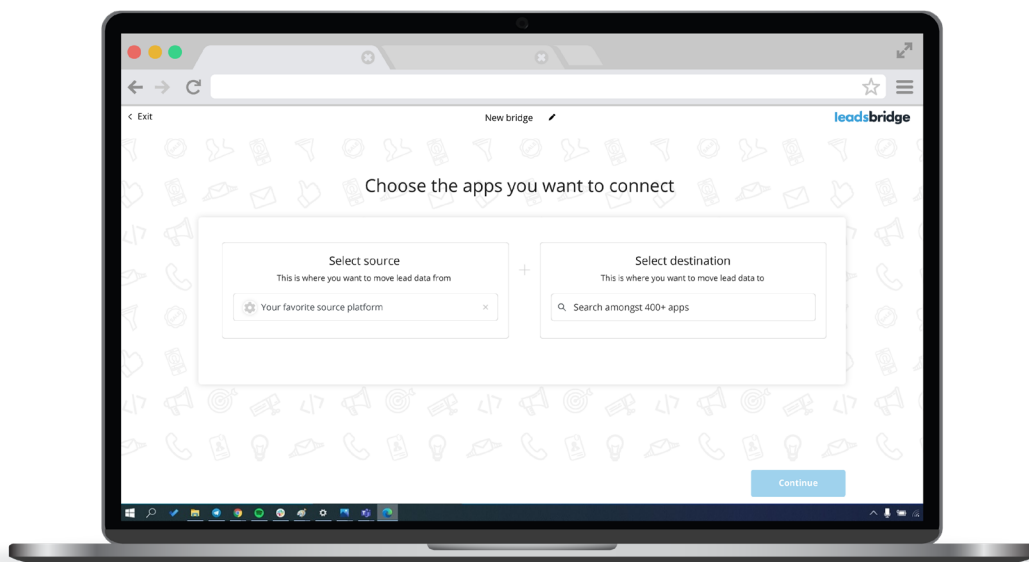 < Exit
New bridge
leadsbridge
Choose the apps you want to connect
Select source
This is where you want to move lead data from
Your favorite source platform
Select destination
This is where you want to move lead data to
Search amongst 400+ apps
Continue